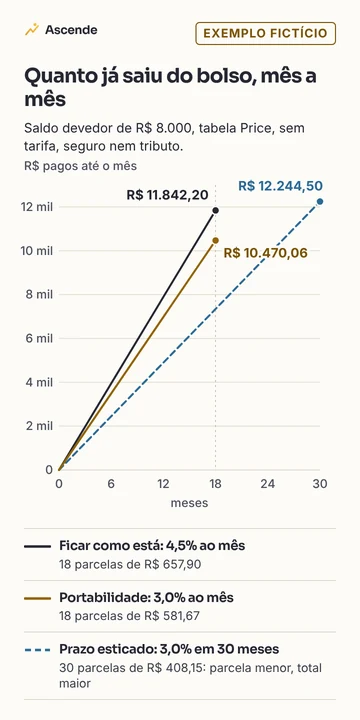 Ascende
EXEMPLO FICTÍCIO
Quanto já saiu do bolso, mês a
mês
Saldo devedor de R$ 8.000, tabela Price, sem
tarifa, seguro nem tributo.
R$ pagos até o mês
R$ 12.244,50
R$ 11.842,20
12 mil
10 mil
R$ 10.470,06
8 mil
6 mil
4 mil
2 mil
0
0 6 12 18 24 30
meses
Ficar como está: 4,5% ao mês
18 parcelas de R$ 657,90
Portabilidade: 3,0% ao mês
18 parcelas de R$ 581,67
Prazo esticado: 3,0% em 30 meses
30 parcelas de R$ 408,15: parcela menor, total
maior